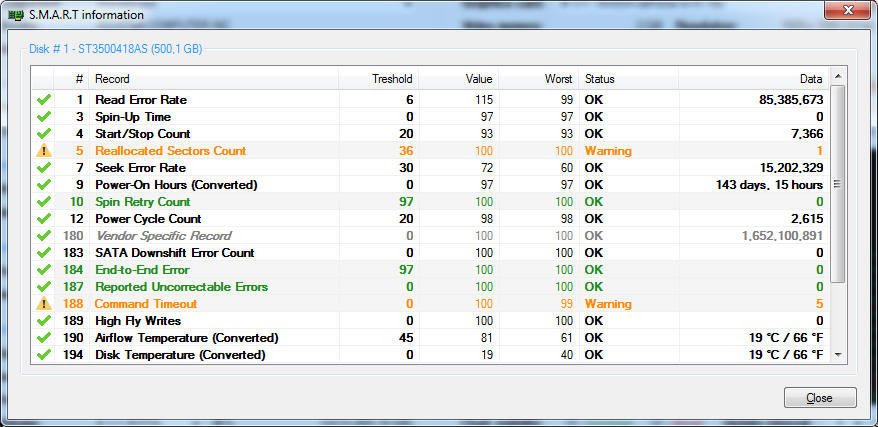 S.M.A.R.T information
Disk # 1 - ST3500418AS (500,1 GB)
# Record Treshold Value Worst Status Data
1 Read Error Rate 6 115 99 OK 85,385,673
3 Spin-Up Time 0 97 97 OK 0
4 Start/Stop Count 20 93 93 OK 7,366
5 Reallocated Sectors Count 36 100 100 Warning 1
7 Seek Error Rate 30 72 60 OK 15,202,329
9 Power-On Hours (Converted) 0 97 97 OK 143 days, 15 hours
10 Spin Retry Count 97 100 100 OK 0
12 Power Cycle Count 20 98 98 OK 2,615
180 Vendor Specific Record 0 100 100 OK 1,652,100,891
183 SATA Downshift Error Count 0 100 100 OK 0
184 End-to-End Error 97 100 100 OK 0
187 Reported Uncorrectable Errors 0 100 100 OK 0
188 Command Timeout 0 100 99 Warning 5
189 High Fly Writes 0 100 100 OK 0
190 Airflow Temperature (Converted) 45 81 61 OK 19 °C / 66 °F
194 Disk Temperature (Converted) 0 19 40 OK 19 °C / 66 °F
Close